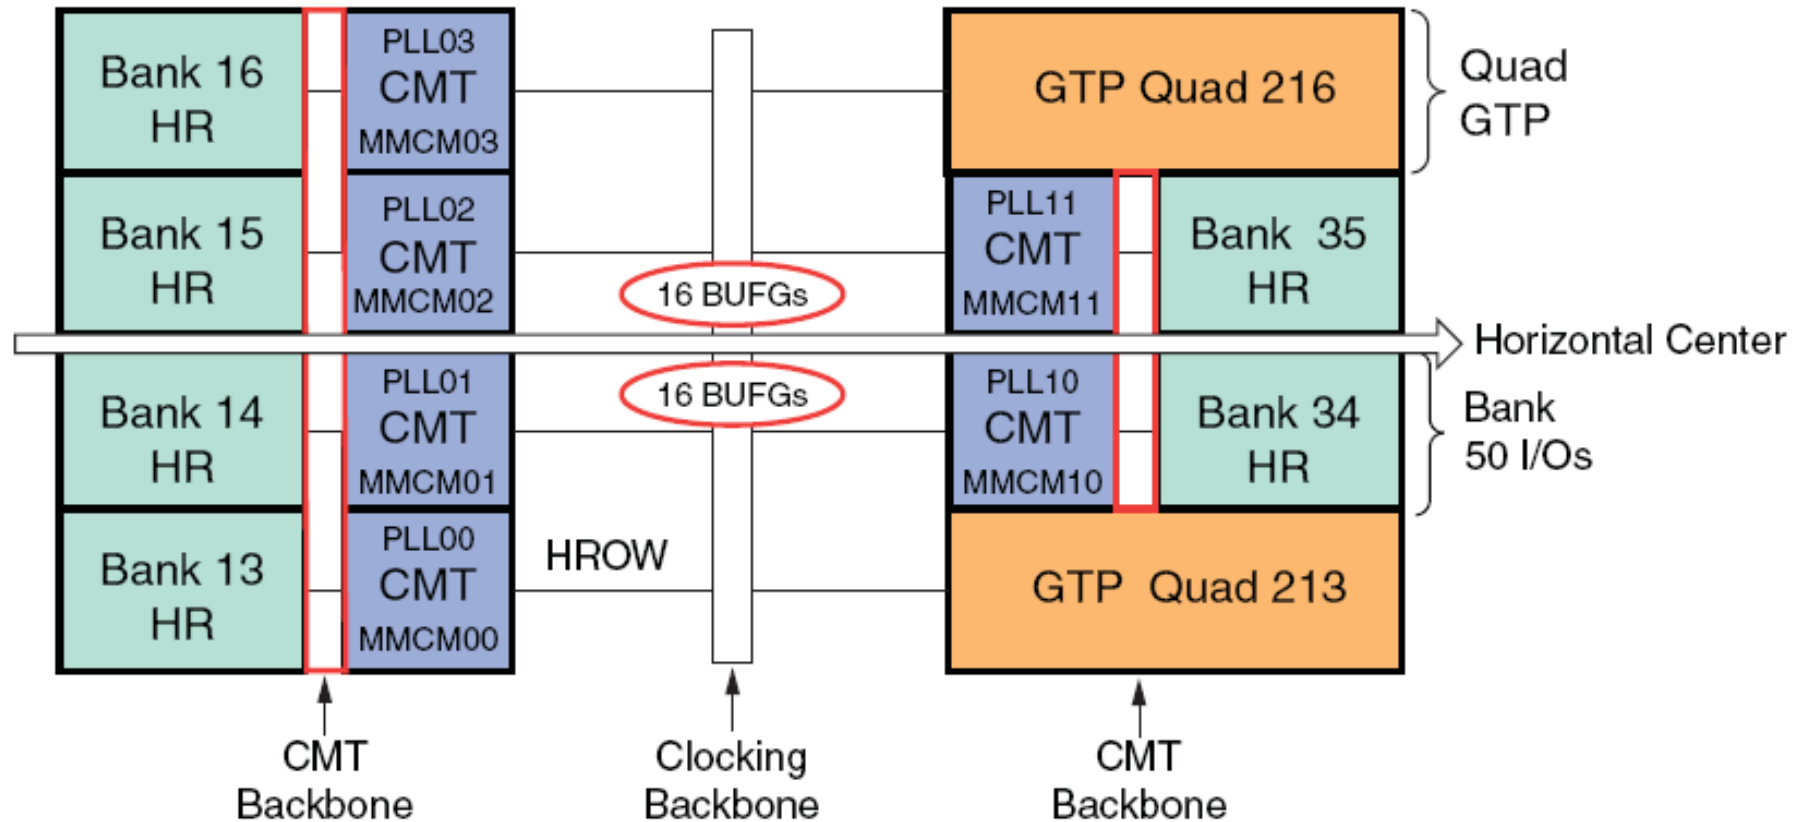 Bank 16
HR
PLL03
CMT
MMCM03
GTP Quad 216
Quad
GTP
Bank 15
HR
PLL02
CMT
MMCM02
16 BUFGs
PLL11
CMT
MMCM11
Bank 35
HR
Horizontal Center
Bank 14
HR
PLL01
CMT
MMCM01
16 BUFGs
PLL10
CMT
MMCM10
Bank 34
HR
Bank
50 I/Os
Bank 13
HR
PLL00
CMT
MMCM00
HROW
GTP Quad 213
CMT
Backbone
Clocking
Backbone
CMT
Backbone